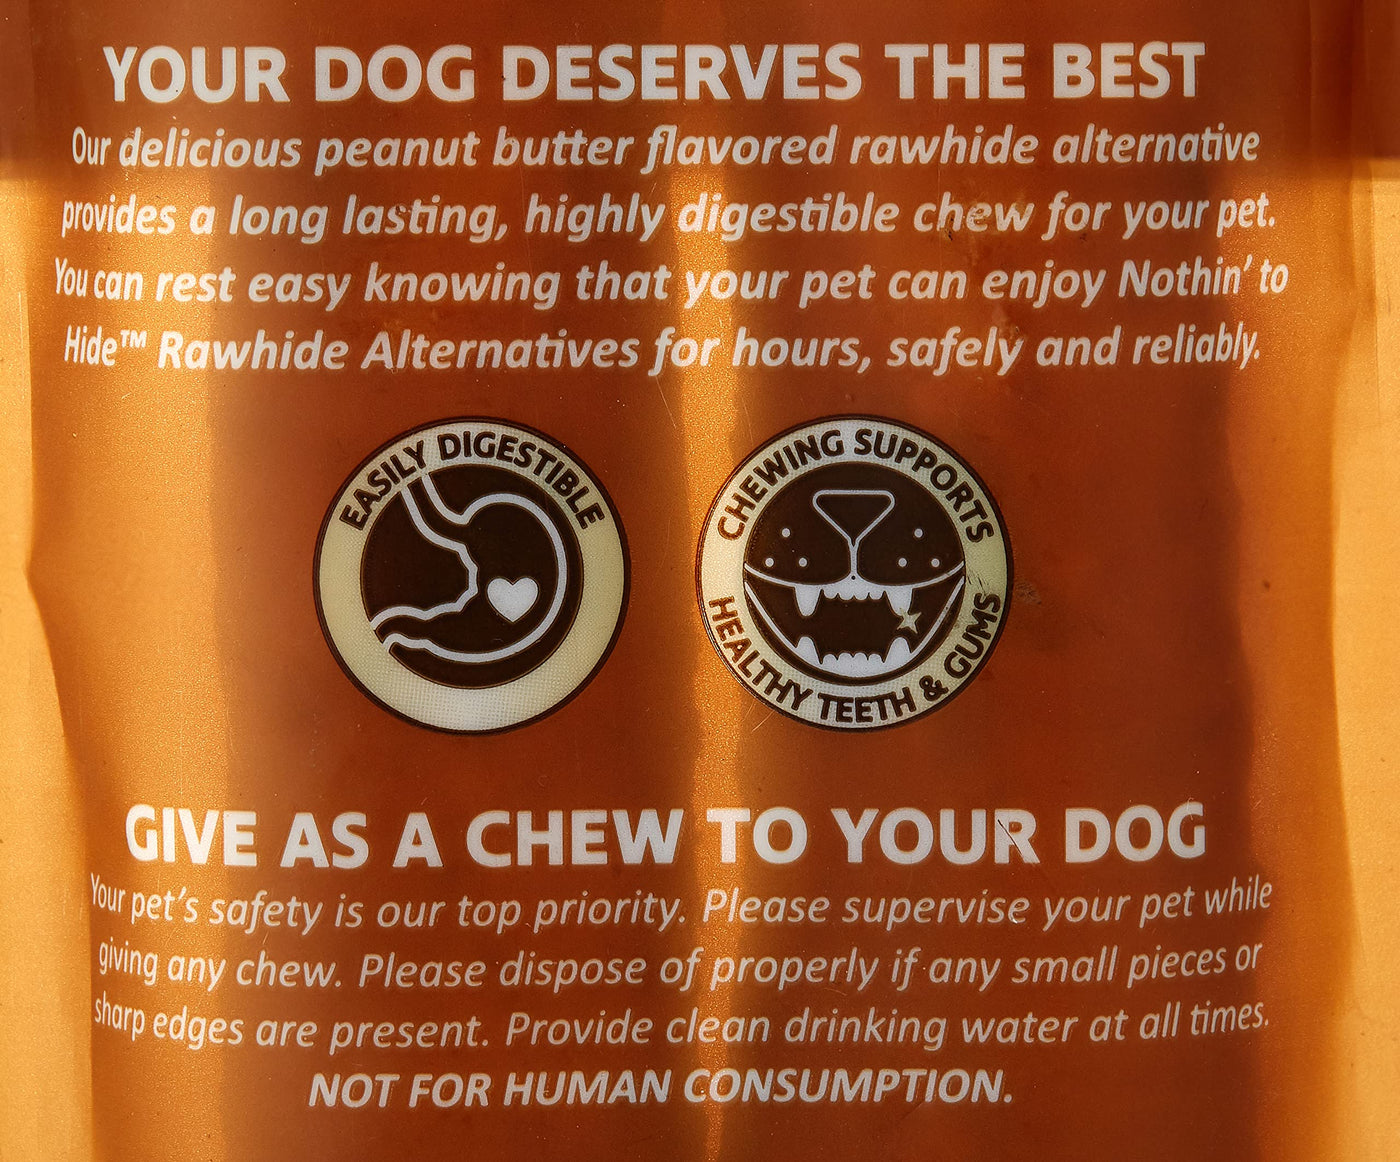 YOUR DOG DESERVES THE BEST
Our delicious peanut butter flavored rawhide alternative
provides a long lasting, highly digestible chew for your pet.
You can rest easy knowing that your pet can enjoy Nothin’ to
Hide™ Rawhide Alternatives for hours, safely and reliably.
EASILY DIGESTIBLE
CHEWING SUPPORTS
HEALTHY TEETH & GUMS
GIVE AS A CHEW TO YOUR DOG
Your pet’s safety is our top priority. Please supervise your pet while
giving any chew. Please dispose of properly if any small pieces or
sharp edges are present. Provide clean drinking water at all times.
NOT FOR HUMAN CONSUMPTION.